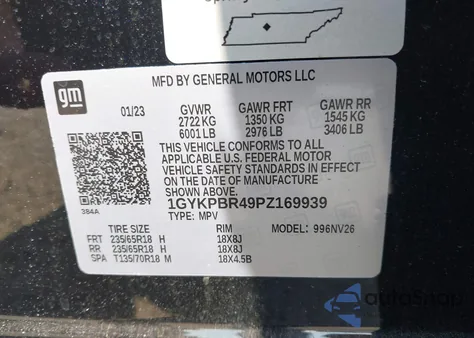 MFD BY GENERAL MOTORS LLC
gm
01/23
GVWR GAWR FRT GAWR RR
2722 KG 1350 KG 1545 KG
6001 LB 2976 LB 3406 LB
THIS VEHICLE CONFORMS TO ALL
APPLICABLE U.S. FEDERAL MOTOR
VEHICLE SAFETY STANDARDS
IN EFFECT ON THE DATE OF MANUFACTURE
SHOWN ABOVE.
384A
1GYKPBR49PZ169939
TYPE: MPV
TIRE SIZE RIM MODEL: 996NV26
FRT 235/65R18 H 18X8J
RR 235/65R18 H 18X8J
SPA T135/70R18 M 18X4.5B
autoSnap